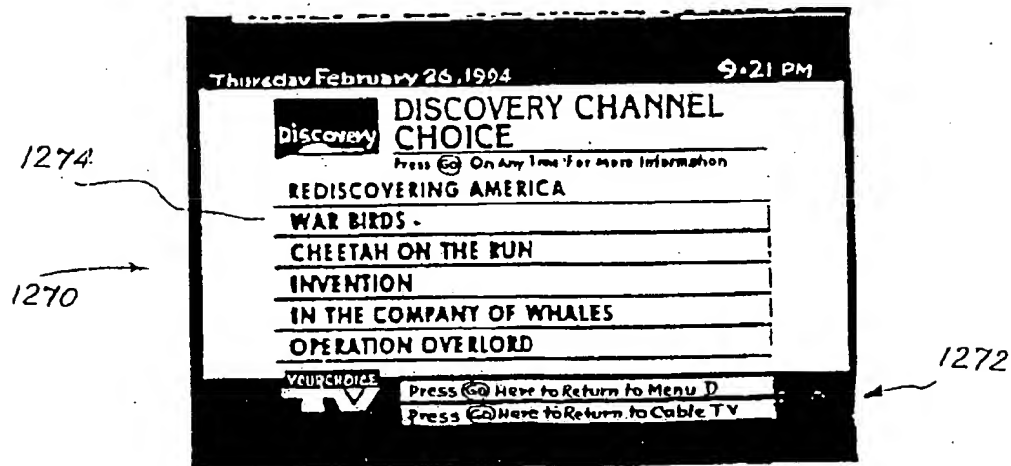 Thursday February 26, 1994 9:21 PM
Discovery
DISCOVERY CHANNEL
CHOICE
Press Go On Any Time For More Information
REDISCOVERING AMERICA
1274
WAR BIRDS
CHEETAH ON THE RUN
1270
INVENTION
IN THE COMPANY OF WHALES
OPERATION OVERLORD
1272
YOUR CHOICE
TV
Press Go Here to Return to Menu D
Press Go Here to Return to Cable TV